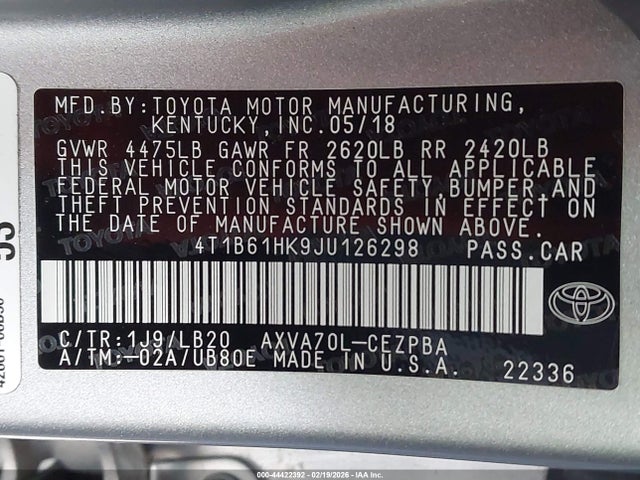 MFD.BY:TOYOTA MOTOR MANUFACTURING,
KENTUCKY,INC.05/18
GVWR 4475LB GAWR FR 2620LB RR 2420LB
THIS VEHICLE CONFORMS TO ALL APPLICABLE
FEDERAL MOTOR VEHICLE SAFETY, BUMPER,AND
THEFT PREVENTION STANDARDS IN EFFECT ON
THE DATE OF MANUFACTURE SHOWN ABOVE.
4T1B61HK9JU126298 PASS.CAR
C/TR:1J9/LB20 AXVA70L-CEZPBA
A/TM:-02A/UB80E MADE IN U.S.A.
22336
000-44422392 - 02/19/2026 - IAAI.COM